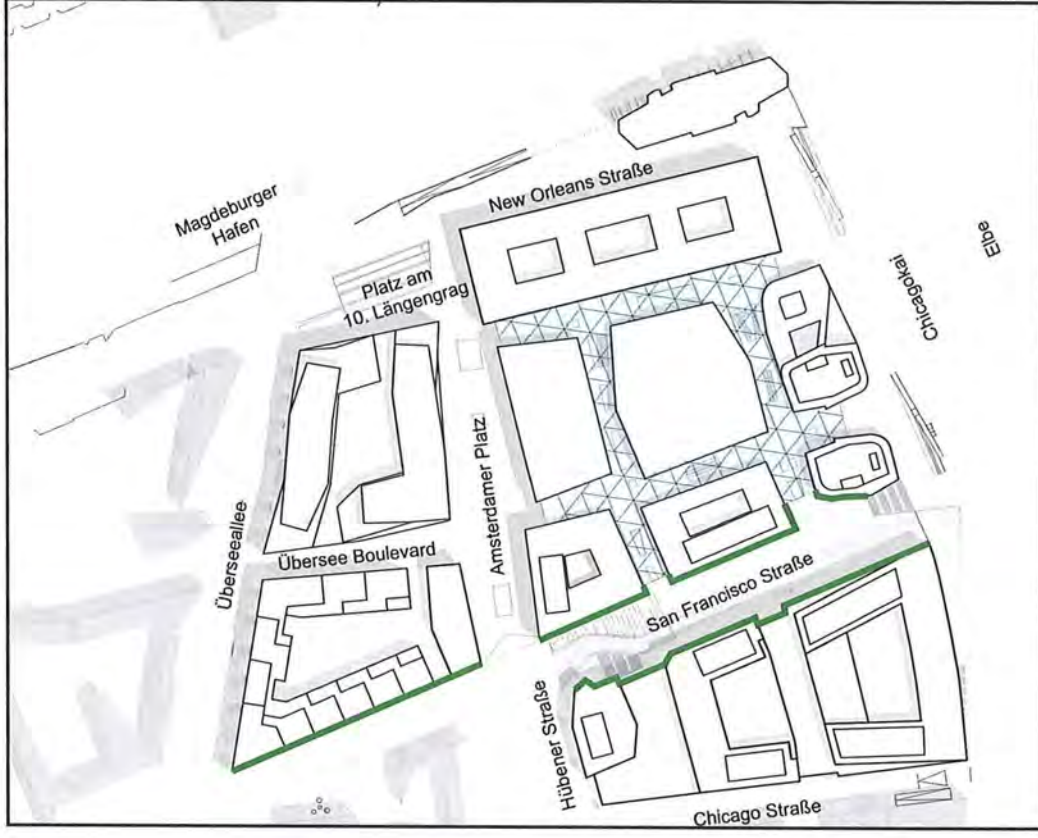 New Orleans Straße
Magdeburger
Hafen
Platz am
10. Längengrag
Chicagokai
Elbe
Amsterdamer Platz
Überseeallee
Übersee Boulevard
San Francisco Straße
Hübener Straße
Chicago Straße